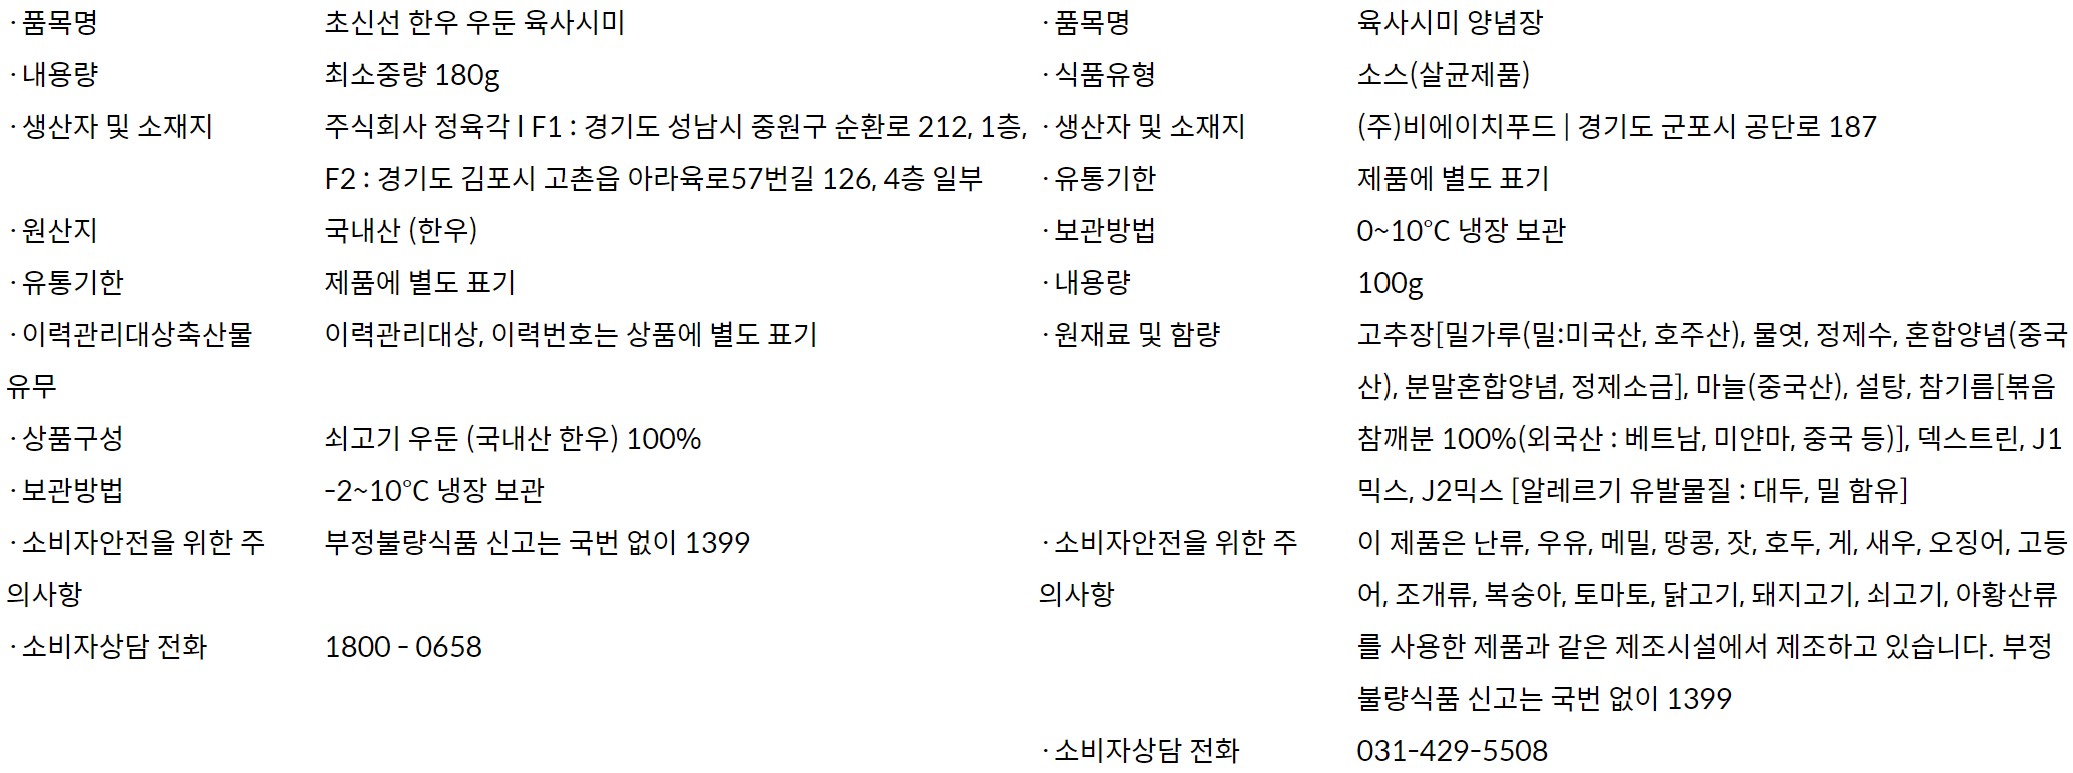 · 품목명 초신선 한우 우둔 육사시미
· 내용량 최소중량 180g
· 생산자 및 소재지 주식회사 정육각 I F1 : 경기도 성남시 중원구 순환로 212, 1층,
F2 : 경기도 김포시 고촌읍 아라육로57번길 126, 4층 일부
· 원산지 국내산 (한우)
· 유통기한 제품에 별도 표기
· 이력관리대상축산물 이력관리대상, 이력번호는 상품에 별도 표기
유무
· 상품구성 쇠고기 우둔 (국내산 한우) 100%
· 보관방법 -2~10°C 냉장 보관
· 소비자안전을 위한 주 부정불량식품 신고는 국번 없이 1399
의사항
· 소비자상담 전화 1800 - 0658
· 품목명 육사시미 양념장
· 식품유형 소스(살균제품)
· 생산자 및 소재지 (주)비에이치푸드 | 경기도 군포시 공단로 187
· 유통기한 제품에 별도 표기
· 보관방법 0~10°C 냉장 보관
· 내용량 100g
· 원재료 및 함량 고추장[밀가루(밀:미국산, 호주산), 물엿, 정제수, 혼합양념(중국
산), 분말혼합양념, 정제소금], 마늘(중국산), 설탕, 참기름[볶음
참깨분 100%(외국산 : 베트남, 미얀마, 중국 등)], 덱스트린, J1
믹스, J2믹스 [알레르기 유발물질 : 대두, 밀 함유]
· 소비자안전을 위한 주 이 제품은 난류, 우유, 메밀, 땅콩, 잣, 호두, 게, 새우, 오징어, 고등
의사항 어, 조개류, 복숭아, 토마토, 닭고기, 돼지고기, 쇠고기, 아황산류
를 사용한 제품과 같은 제조시설에서 제조하고 있습니다. 부정
불량식품 신고는 국번 없이 1399
· 소비자상담 전화 031-429-5508